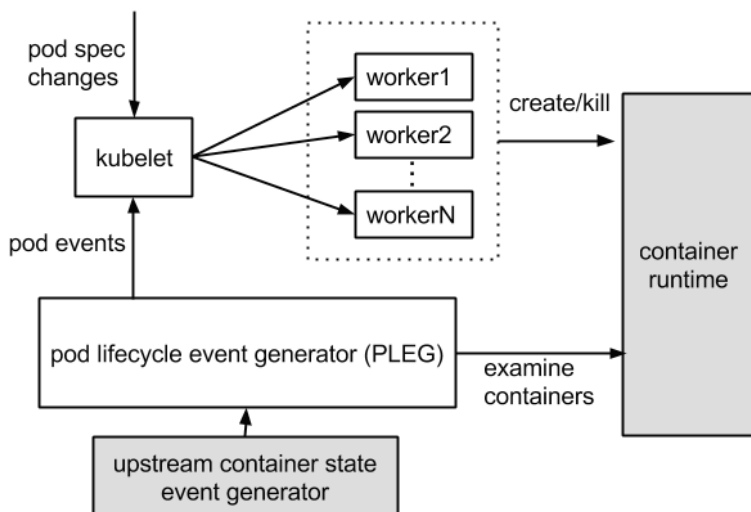 pod spec
changes
worker1
create/kill
worker2
kubelet
workerN
pod events
container
runtime
pod lifecycle event generator (PLEG)
examine
containers
upstream container state
event generator